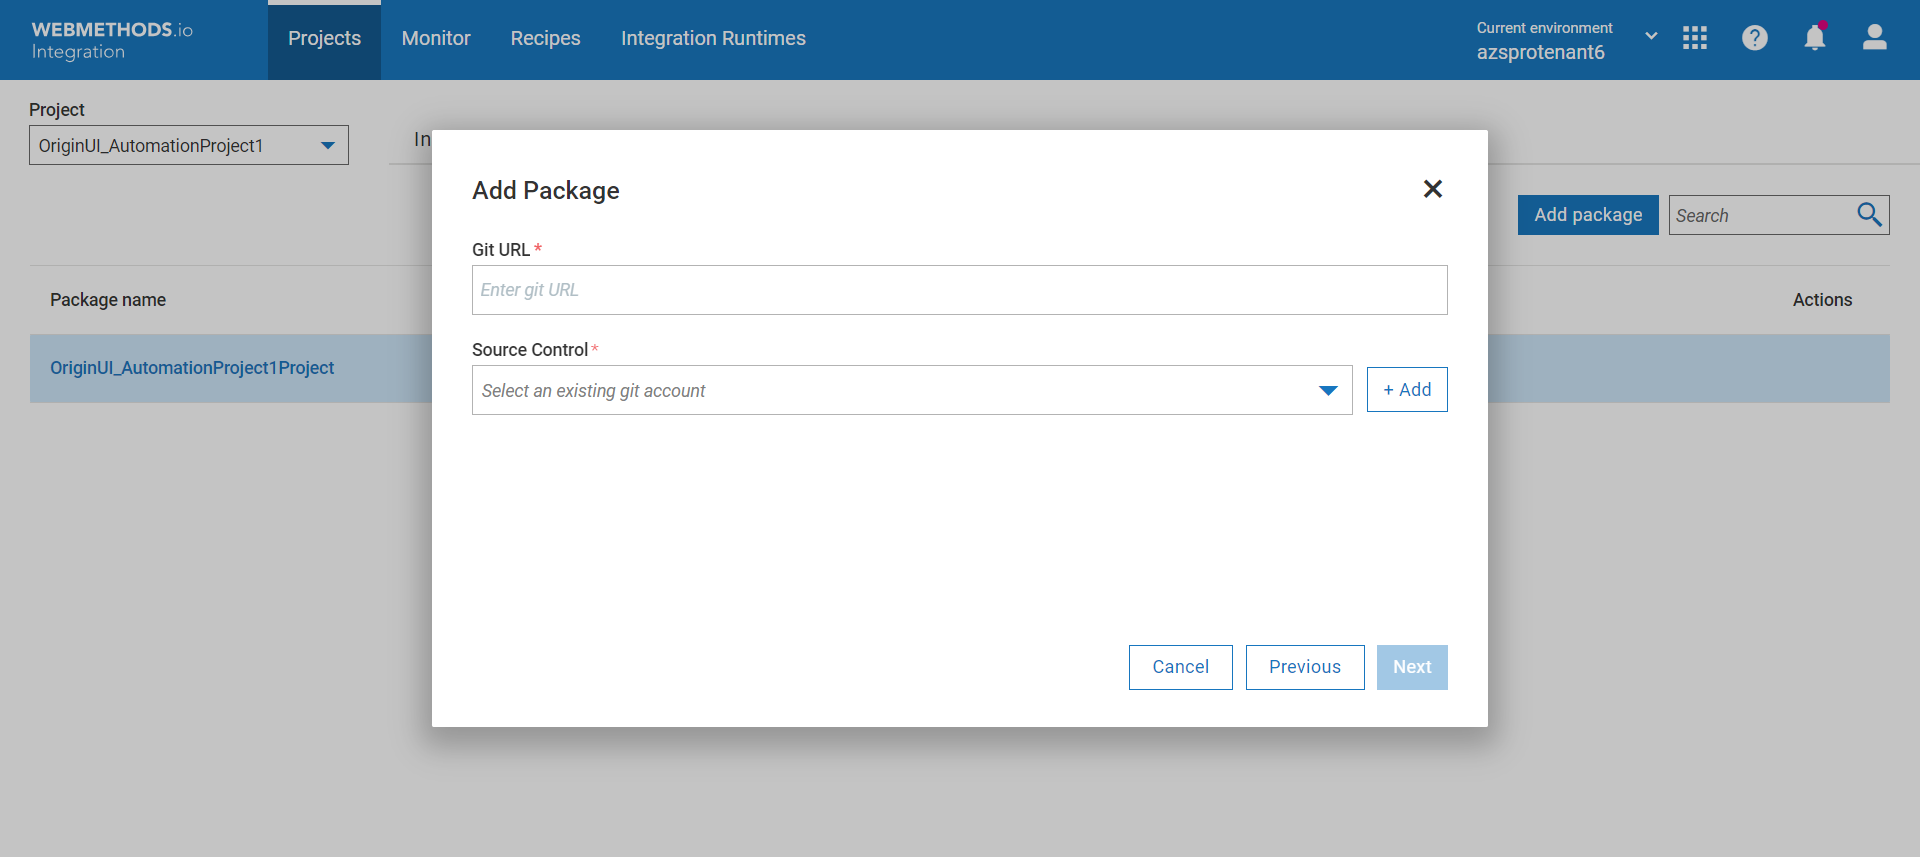 WEBMETHODS.io
Integration
Projects
Monitor
Recipes
Integration Runtimes
Current environment
azsprotenant6
Project
OriginUI_AutomationProject1
In
Add package
Search
Package name
Actions
OriginUI_AutomationProject1Project
Add Package
Git URL *
Enter git URL
Source Control *
Select an existing git account
+ Add
Cancel
Previous
Next